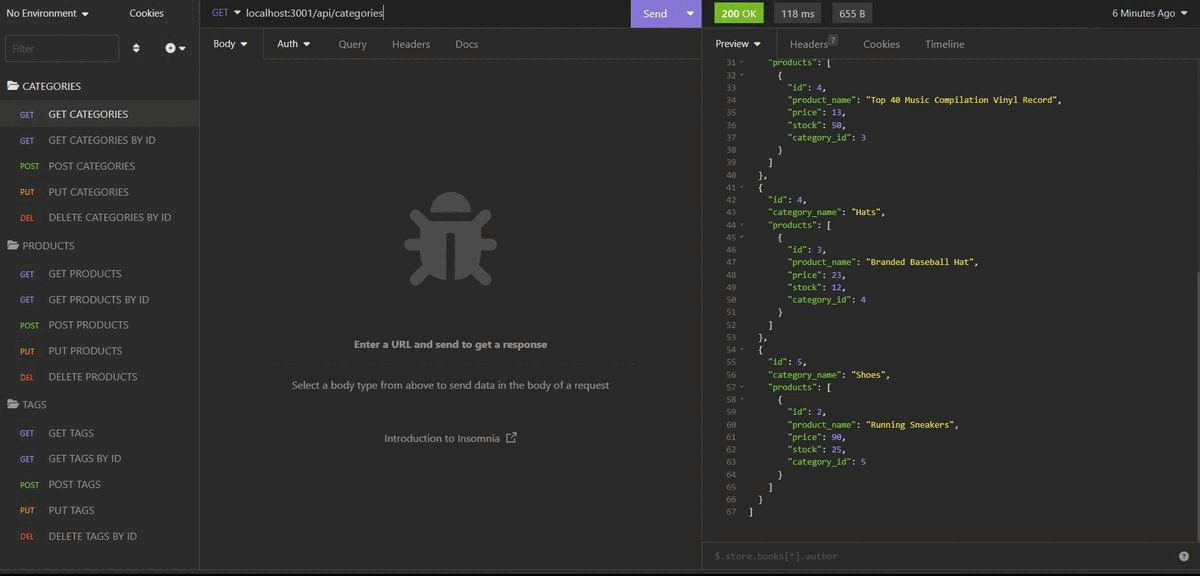 No Environment
Cookies
Filter
CATEGORIES
GET GET CATEGORIES
GET GET CATEGORIES BY ID
POST POST CATEGORIES
PUT PUT CATEGORIES
DEL DELETE CATEGORIES BY ID
PRODUCTS
GET GET PRODUCTS
GET GET PRODUCTS BY ID
POST POST PRODUCTS
PUT PUT PRODUCTS
DEL DELETE PRODUCTS
TAGS
GET GET TAGS
GET GET TAGS BY ID
POST POST TAGS
PUT PUT TAGS
DEL DELETE TAGS BY ID
GET localhost:3001/api/categories
Send
Body Auth Query Headers Docs
Enter a URL and send to get a response
Select a body type from above to send data in the body of a request
Introduction to Insomnia
200 OK 118 ms 655 B 6 Minutes Ago
Preview Headers 7 Cookies Timeline
31 "products": [
32 {
33 "id": 4,
34 "product_name": "Top 40 Music Compilation Vinyl Record",
35 "price": 13,
36 "stock": 50,
37 "category_id": 3
38 }
39 ]
40 },
41 {
42 "id": 4,
43 "category_name": "Hats",
44 "products": [
45 {
46 "id": 3,
47 "product_name": "Branded Baseball Hat",
48 "price": 23,
49 "stock": 12,
50 "category_id": 4
51 }
52 ]
53 },
54 {
55 "id": 5,
56 "category_name": "Shoes",
57 "products": [
58 {
59 "id": 2,
60 "product_name": "Running Sneakers",
61 "price": 90,
62 "stock": 25,
63 "category_id": 5
64 }
65 ]
66 }
67 ]
$.store.books[*].author